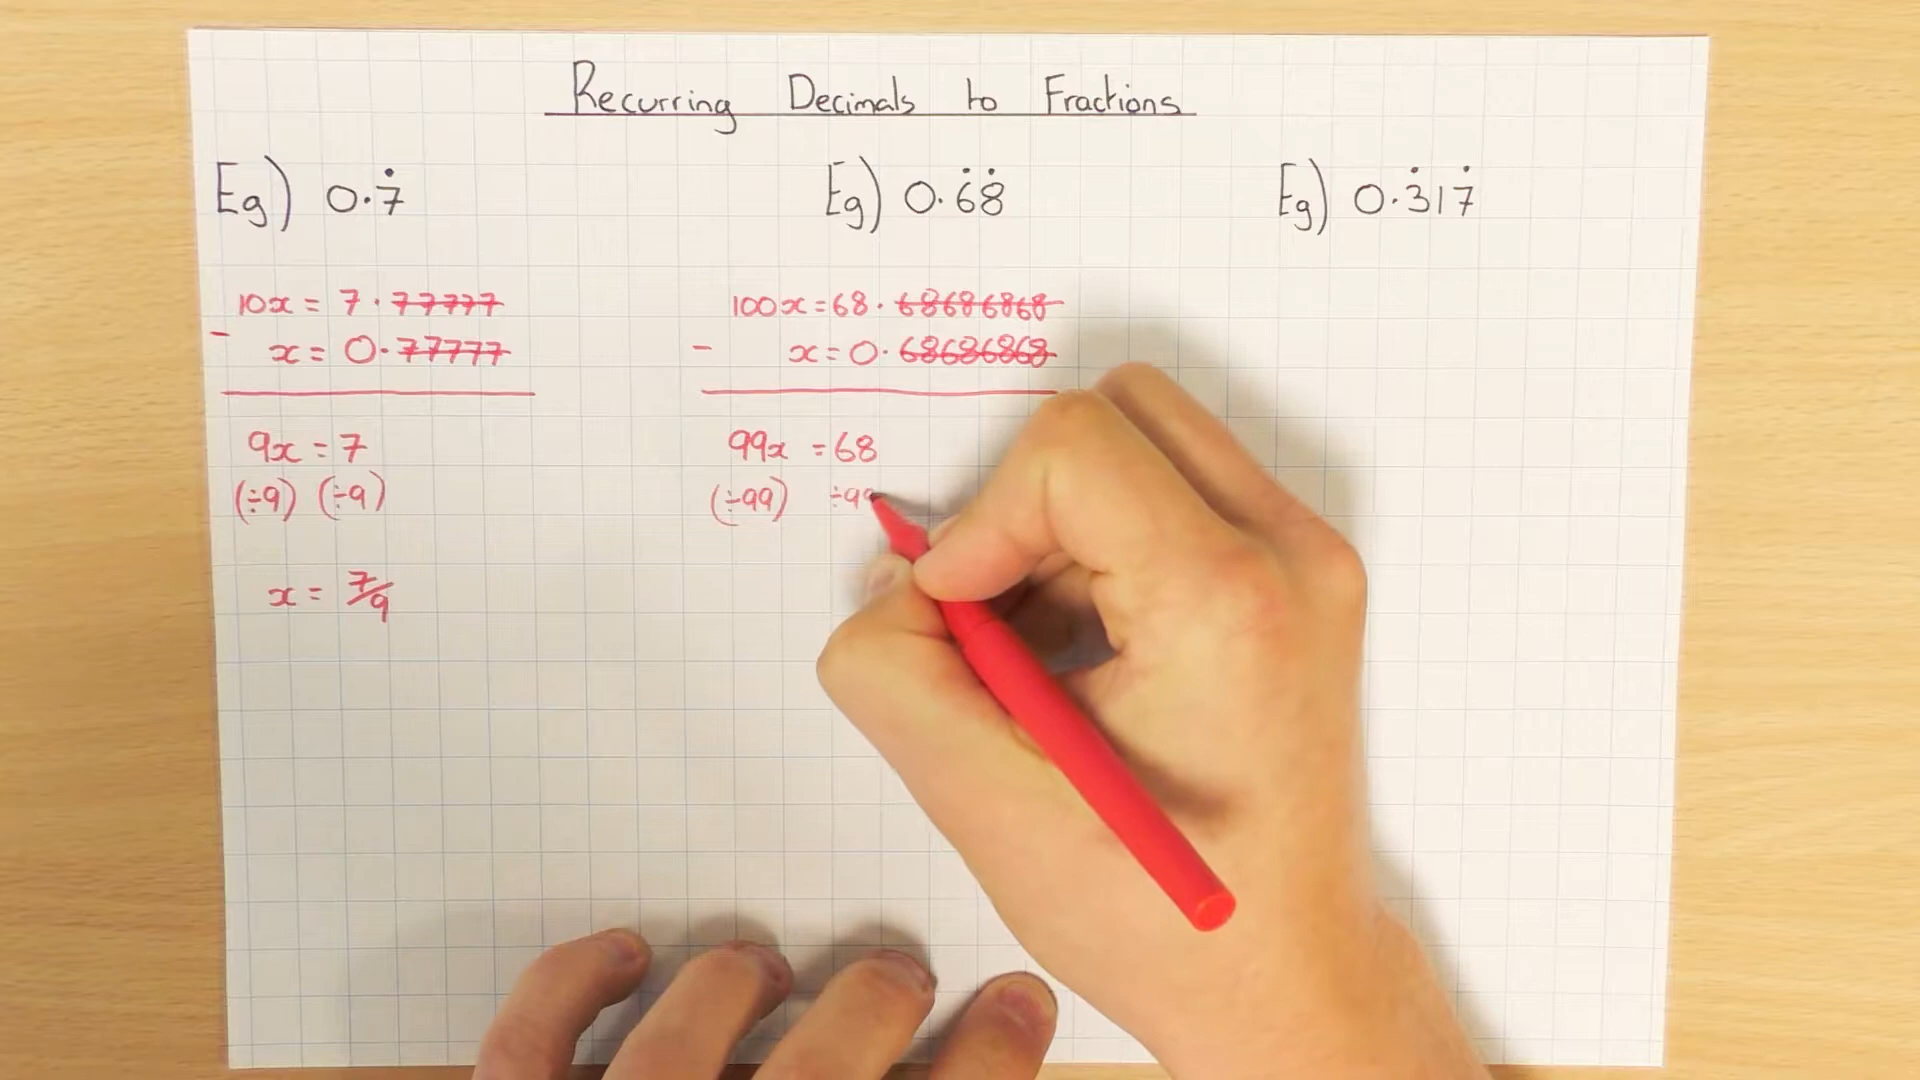 Recurring Decimals to Fractions
Eg) 0.7̇
10x = 7.77777
- x = 0.77777
9x = 7
(÷9) (÷9)
x = 7/9
Eg) 0.6̇8̇
100x = 68.68686868
- x = 0.68686868
99x = 68
(÷99) ÷99
Eg) 0.3̇17̇